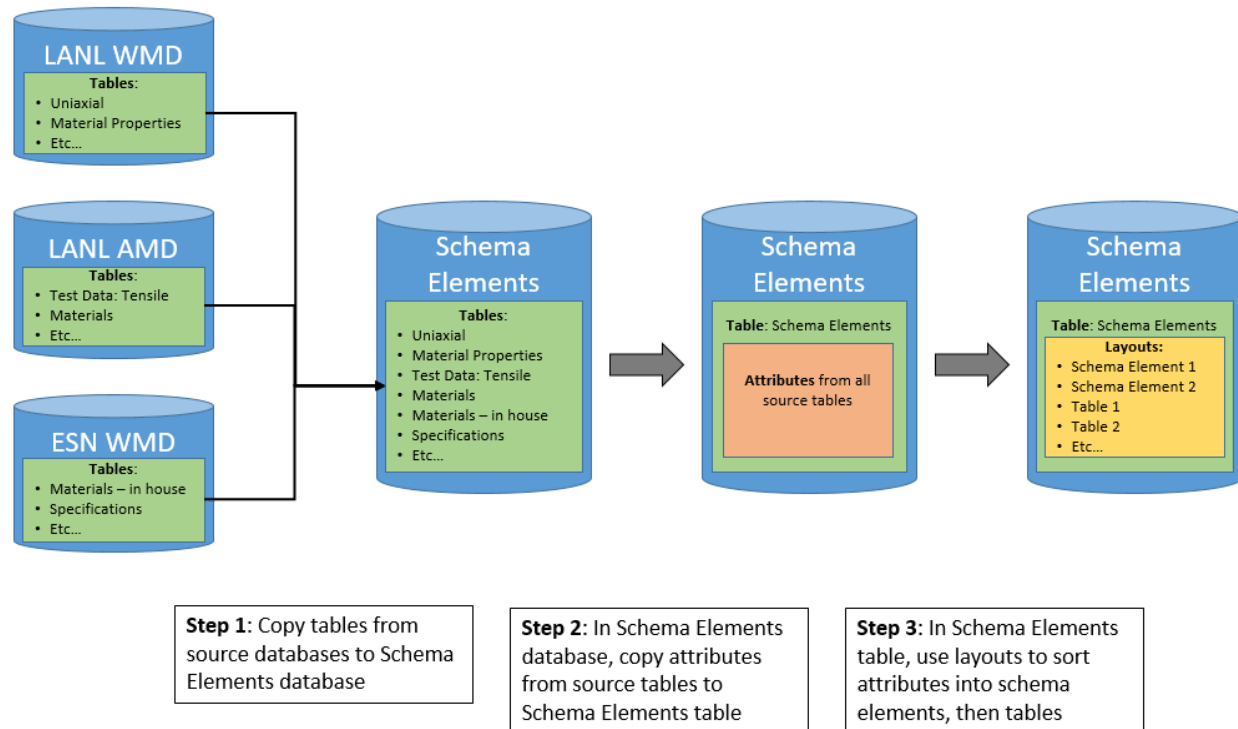 LANL WMD
Tables:
• Uniaxial
• Material Properties
• Etc...
LANL AMD
Tables:
• Test Data: Tensile
• Materials
• Etc...
ESN WMD
Tables:
• Materials – in house
• Specifications
• Etc...
Schema
Elements
Tables:
• Uniaxial
• Material Properties
• Test Data: Tensile
• Materials
• Materials – in house
• Specifications
• Etc...
Schema
Elements
Table: Schema Elements
Attributes from all
source tables
Schema
Elements
Table: Schema Elements
Layouts:
• Schema Element 1
• Schema Element 2
• Table 1
• Table 2
• Etc...
Step 1: Copy tables from
source databases to Schema
Elements database
Step 2: In Schema Elements
database, copy attributes
from source tables to
Schema Elements table
Step 3: In Schema Elements
table, use layouts to sort
attributes into schema
elements, then tables